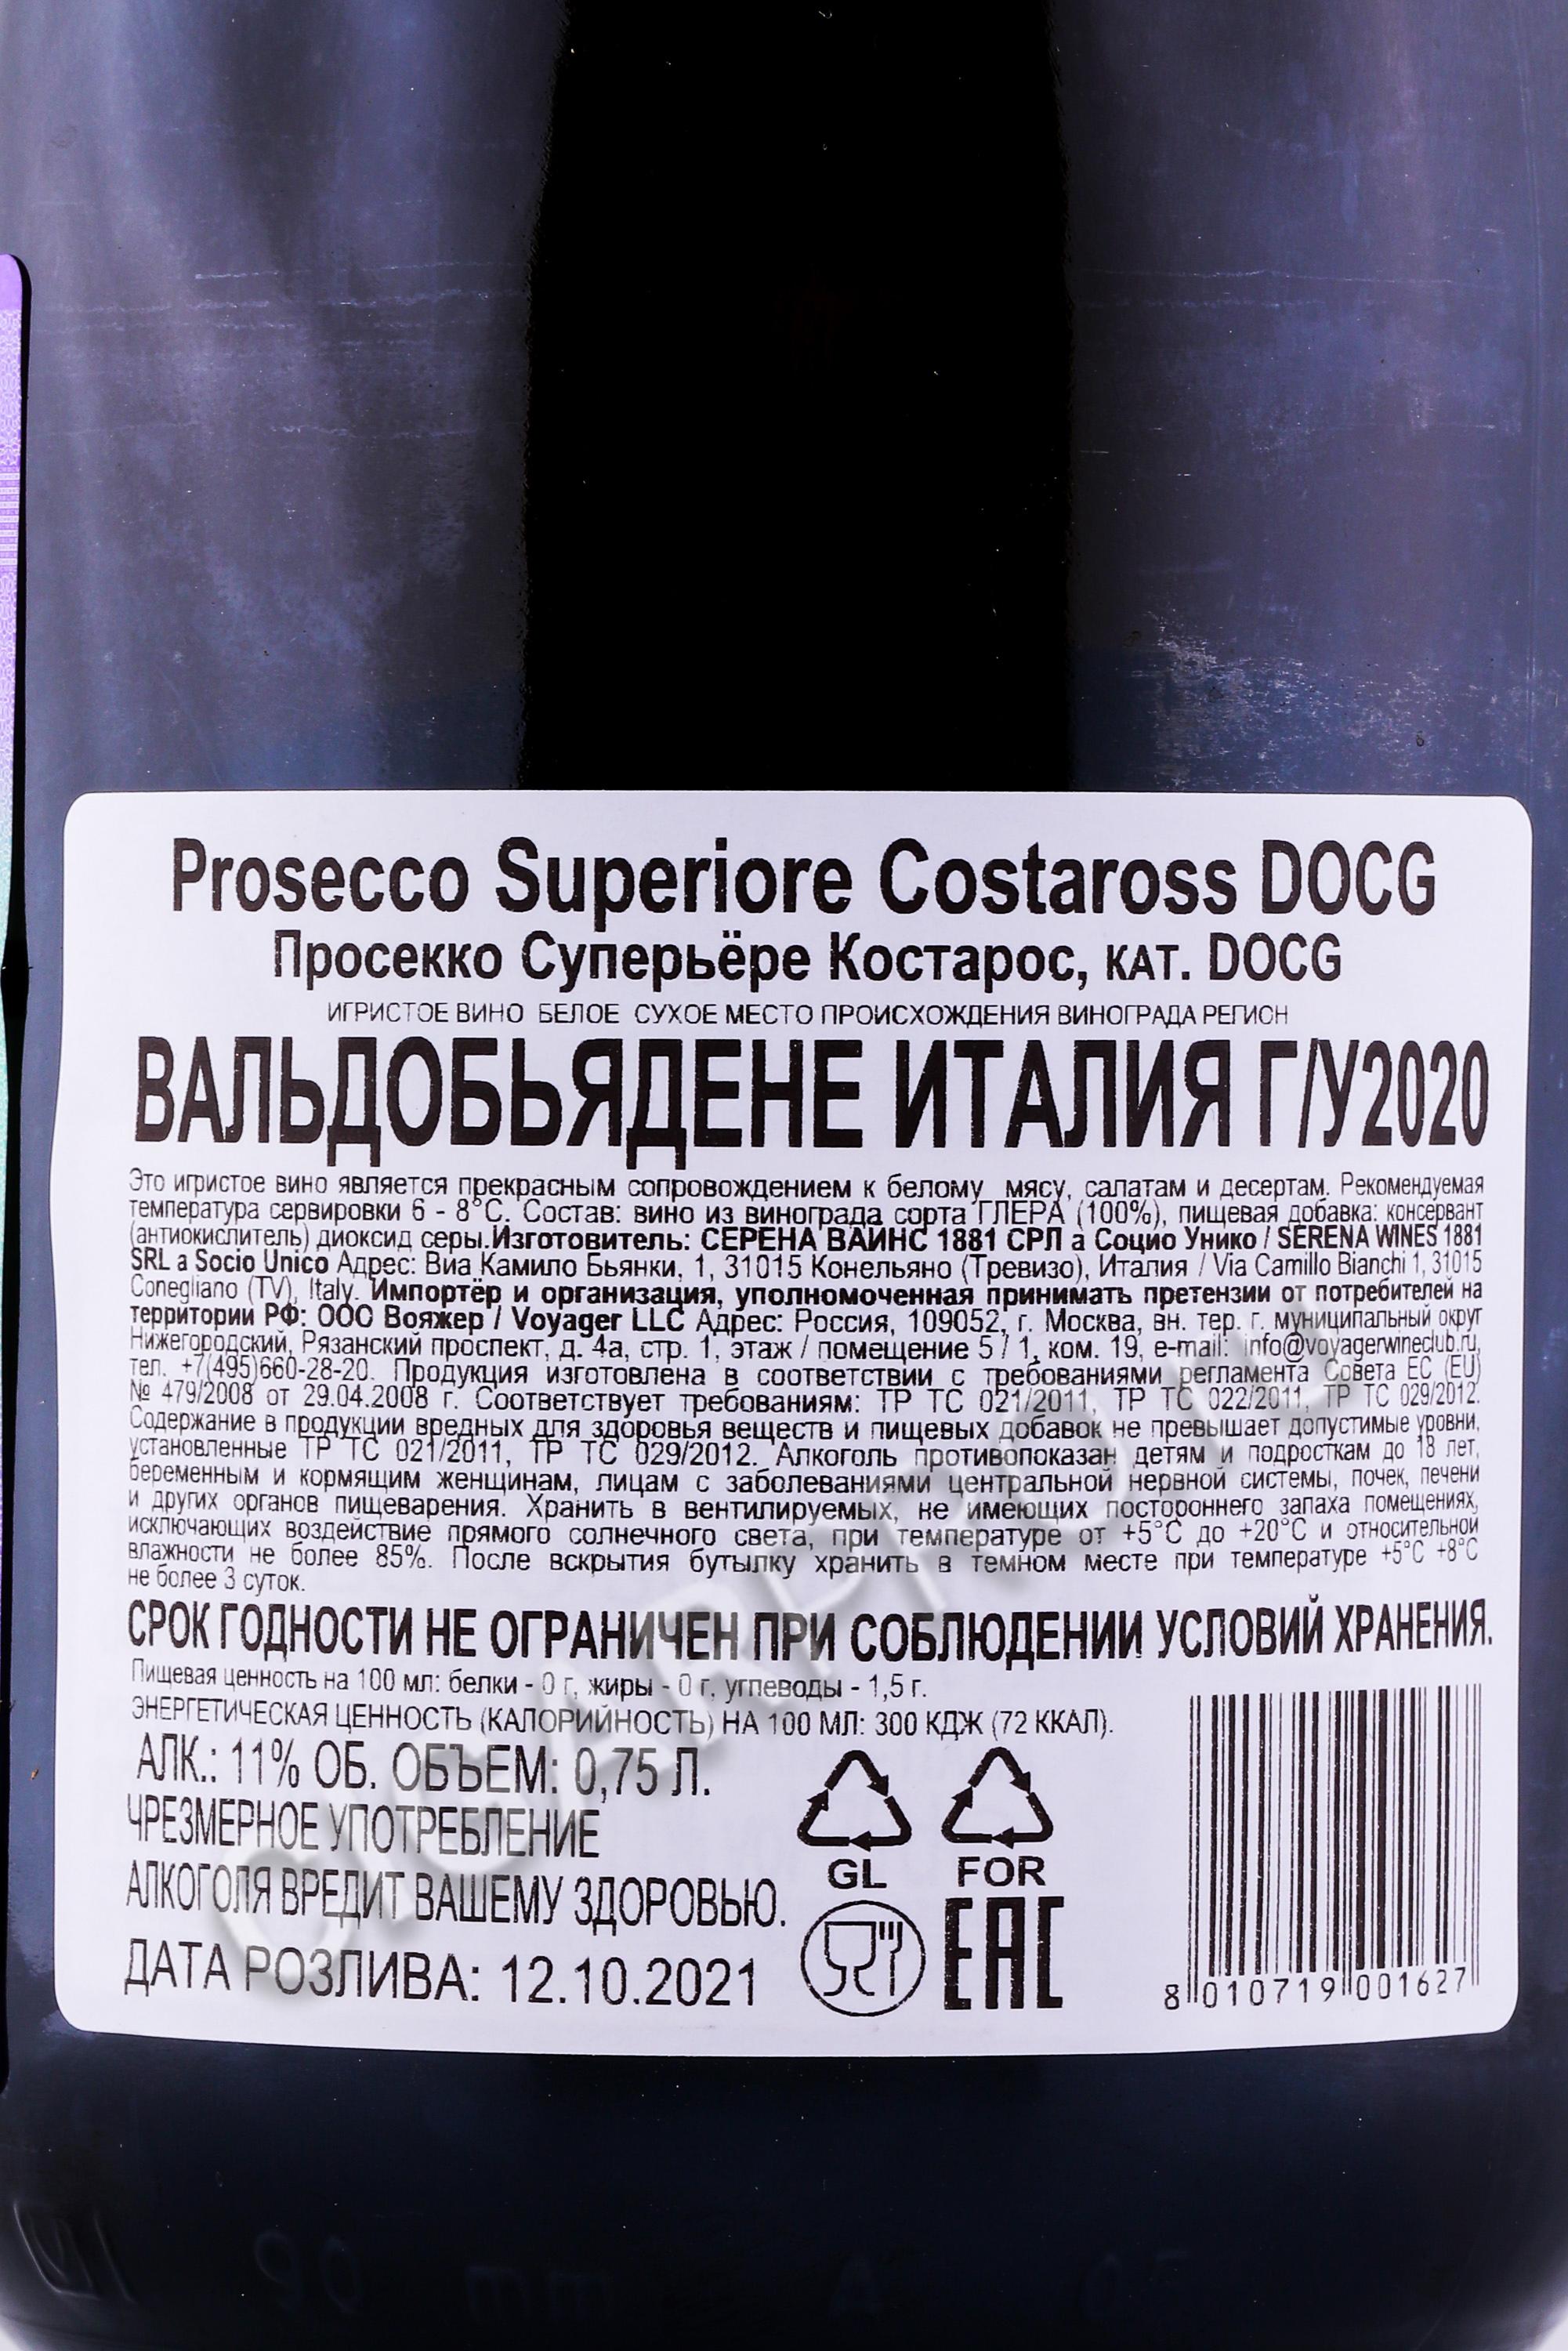 Prosecco Superiore Costaross DOCG
Просекко Суперьёре Костарос, кат. DOCG
ИГРИСТОЕ ВИНО БЕЛОЕ СУХОЕ МЕСТО ПРОИСХОЖДЕНИЯ ВИНОГРАДА РЕГИОН
ВАЛЬДОБЬЯДЕНЕ ИТАЛИЯ Г/У2020
Это игристое вино является прекрасным сопровождением к белому мясу, салатам и десертам. Рекомендуемая
температура сервировки 6 - 8°С. Состав: вино из винограда сорта ГЛЕРА (100%), пищевая добавка: консервант
(антиокислитель) диоксид серы.Изготовитель: СЕРЕНА ВАЙНС 1881 СРЛ а Социо Унико / SERENA WINES 1881
SRL a Socio Unico Адрес: Виа Камило Бьянки, 1, 31015 Конельяно (Тревизо), Италия / Via Camillo Bianchi 1, 31015
Conegliano (TV), Italy. Импортёр и организация, уполномоченная принимать претензии от потребителей на
территории РФ: ООО Вояжер / Voyager LLC Адрес: Россия, 109052, г. Москва, вн. тер. г. муниципальный округ
Нижегородский, Рязанский проспект, д. 4а, стр. 1, этаж / помещение 5 / 1, ком. 19, e-mail: info@voyagerwineclub.ru,
тел. +7(495)660-28-20. Продукция изготовлена в соответствии с требованиями регламента Совета ЕС (EU)
№ 479/2008 от 29.04.2008 г. Соответствует требованиям: ТР ТС 021/2011, ТР ТС 022/2011, ТР ТС 029/2012.
Содержание в продукции вредных для здоровья веществ и пищевых добавок не превышает допустимые уровни,
установленные ТР ТС 021/2011, ТР ТС 029/2012. Алкоголь противопоказан детям и подросткам до 18 лет,
беременным и кормящим женщинам, лицам с заболеваниями центральной нервной системы, почек, печени
и других органов пищеварения. Хранить в вентилируемых, не имеющих постороннего запаха помещениях,
исключающих воздействие прямого солнечного света, при температуре от +5°С до +20°С и относительной
влажности не более 85%. После вскрытия бутылку хранить в темном месте при температуре +5°С +8°С
не более 3 суток.
СРОК ГОДНОСТИ НЕ ОГРАНИЧЕН ПРИ СОБЛЮДЕНИИ УСЛОВИЙ ХРАНЕНИЯ.
Пищевая ценность на 100 мл: белки - 0 г, жиры - 0 г, углеводы - 1,5 г.
ЭНЕРГЕТИЧЕСКАЯ ЦЕННОСТЬ (КАЛОРИЙНОСТЬ) НА 100 МЛ: 300 КДЖ (72 ККАЛ).
АЛК.: 11% ОБ. ОБЪЕМ: 0,75 Л.
ЧРЕЗМЕРНОЕ УПОТРЕБЛЕНИЕ
АЛКОГОЛЯ ВРЕДИТ ВАШЕМУ ЗДОРОВЬЮ.
ДАТА РОЗЛИВА: 12.10.2021
GL FOR
EAC
8 010719 001627
CIGARPRO.RU
90 mm A